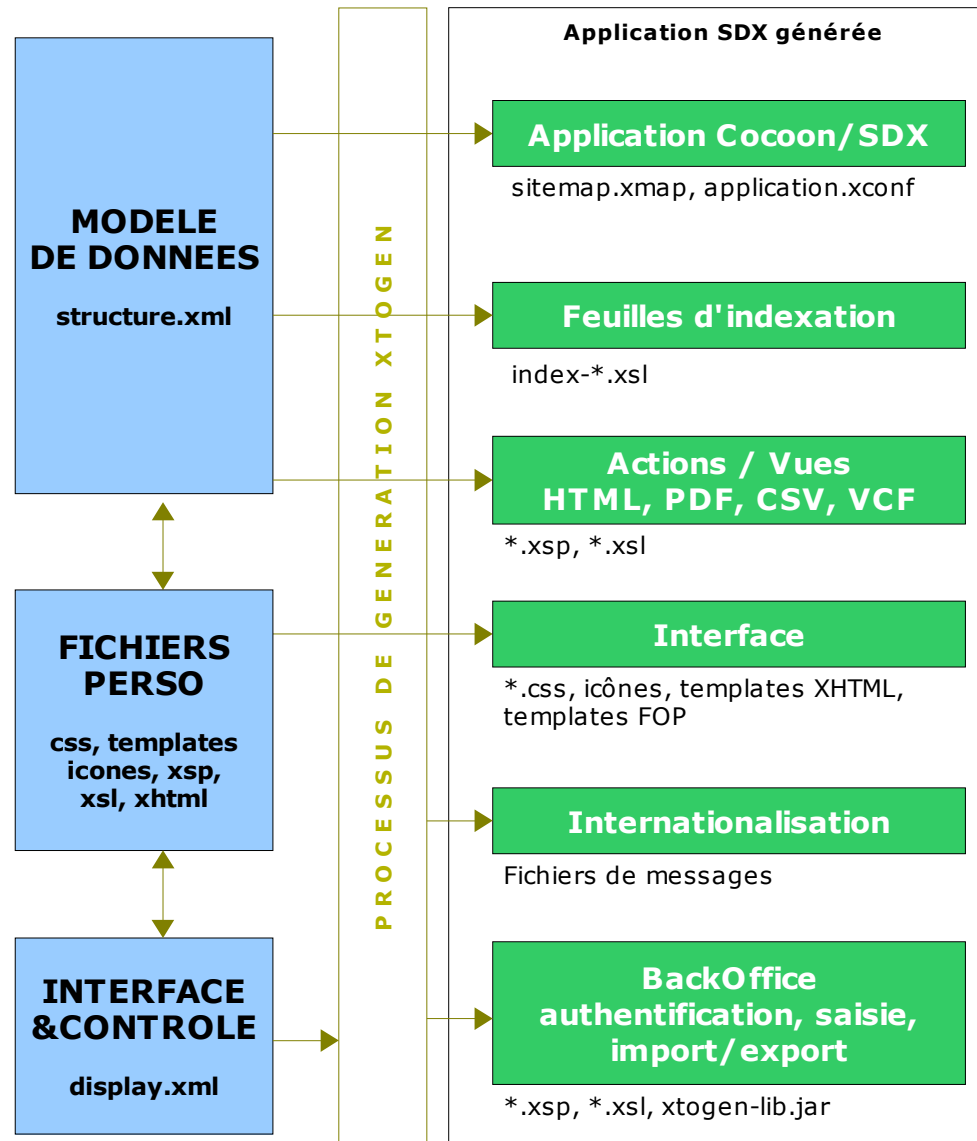 MODELE
DE DONNEES
structure.xml
FICHIERS
PERSO
css, templates
icones, xsp,
xsl, xhtml
INTERFACE
&CONTROLE
display.xml
PROCESSUS DE GENERATION XTOGEN
Application SDX générée
Application Cocoon/SDX
sitemap.xmap, application.xconf
Feuilles d'indexation
index-*.xsl
Actions / Vues
HTML, PDF, CSV, VCF
*.xsp, *.xsl
Interface
*.css, icônes, templates XHTML,
templates FOP
Internationalisation
Fichiers de messages
BackOffice
authentification, saisie,
import/export
*.xsp, *.xsl, xtogen-lib.jar